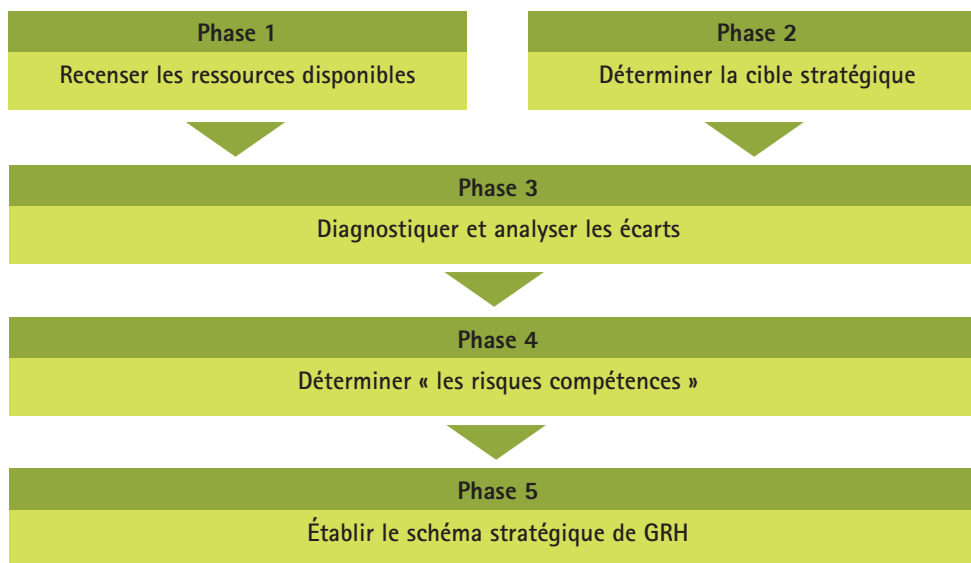 Phase 1
Recenser les ressources disponibles
Phase 2
Déterminer la cible stratégique
Phase 3
Diagnostiquer et analyser les écarts
Phase 4
Déterminer « les risques compétences »
Phase 5
Établir le schéma stratégique de GRH